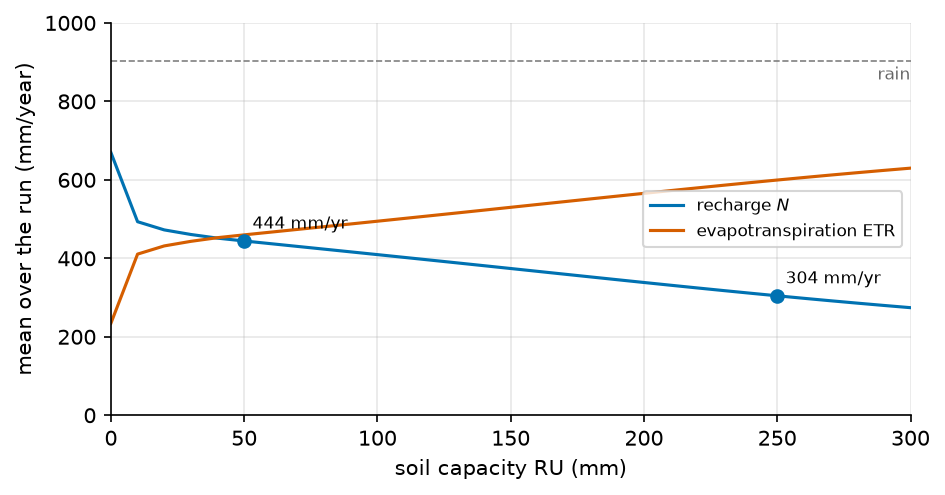 mean over the run (mm/year)
1000
800
600
400
200
0
rain
444 mm/yr
recharge N
evapotranspiration ETR
304 mm/yr
0 50 100 150 200 250 300
soil capacity RU (mm)